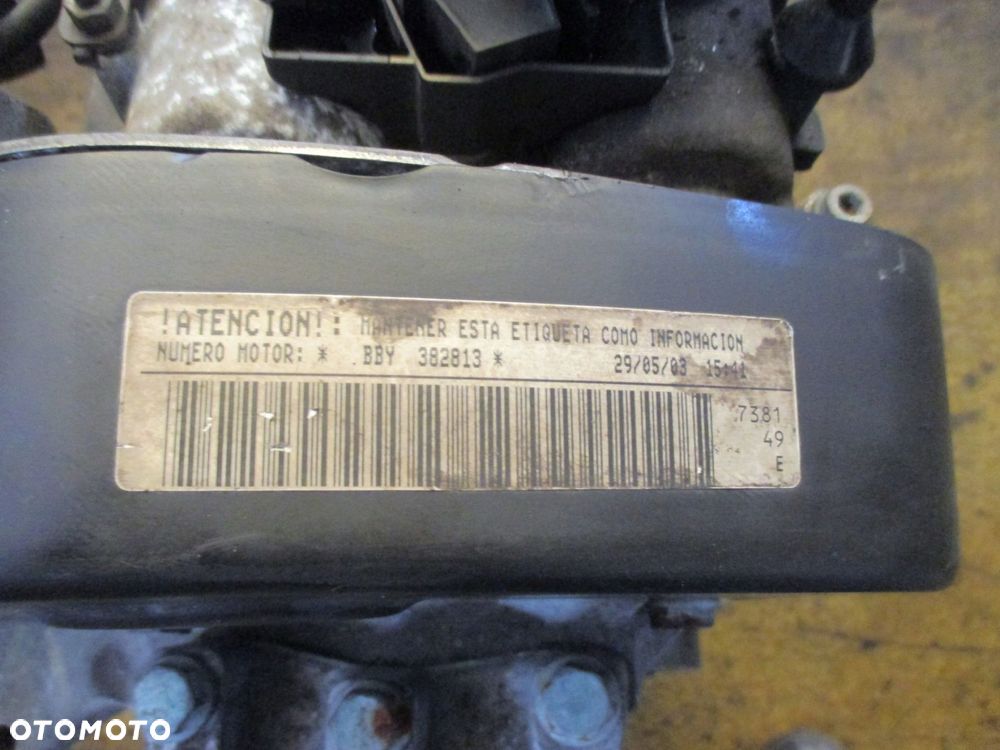 !ATENCION!: MANTENER ESTA ETIQUETA COMO INFORMACION
NUMERO MOTOR: * BBY 382813 * 29/05/03 15:41
7381
49
E
OTOMOTO